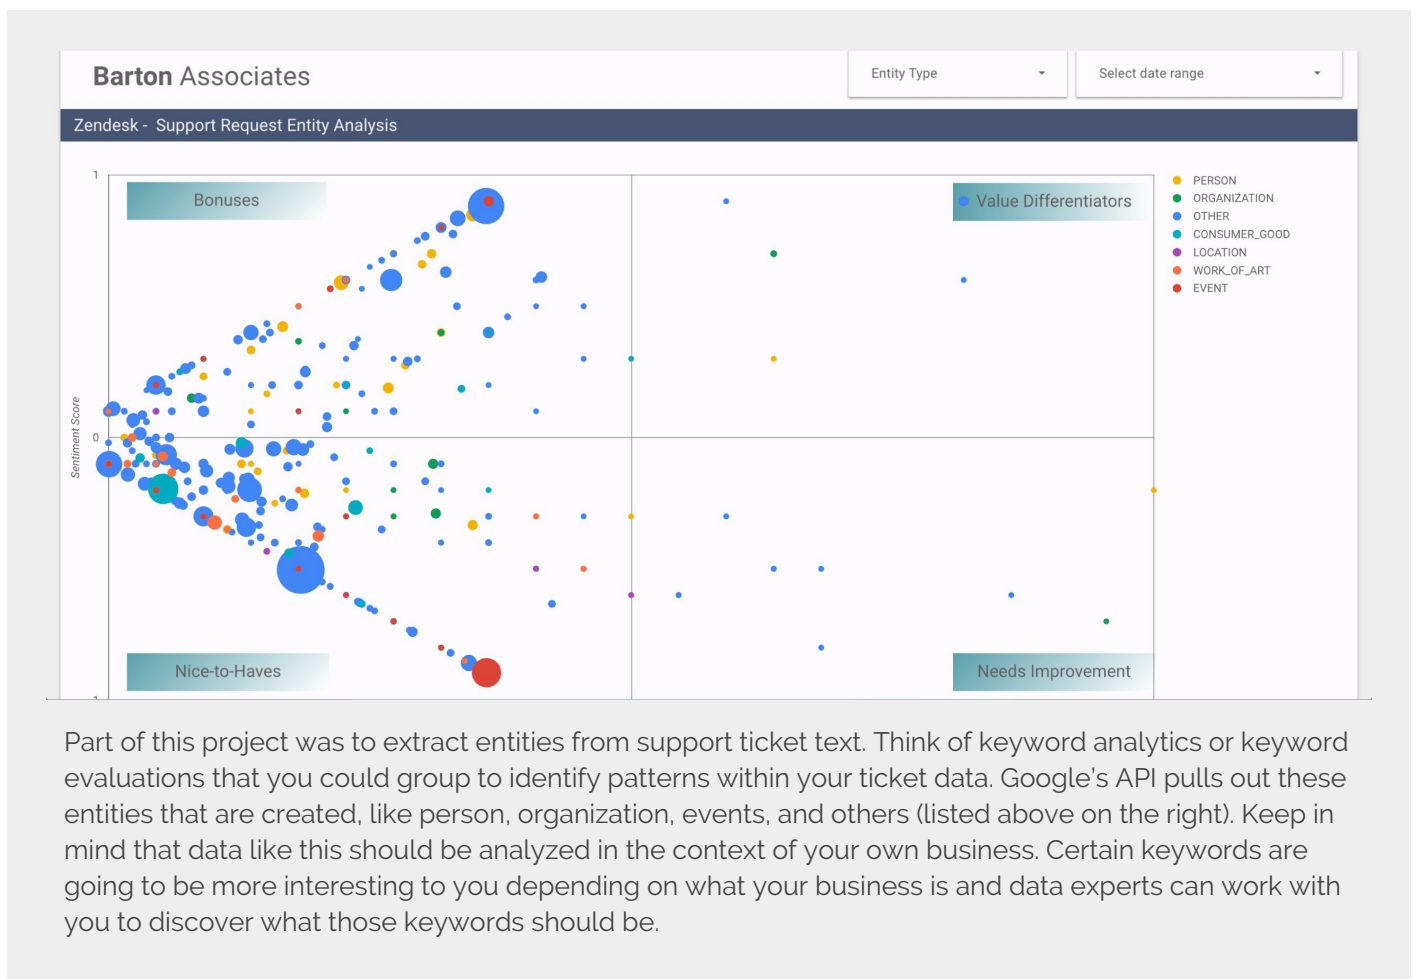 Barton Associates
Entity Type
Select date range
Zendesk - Support Request Entity Analysis
1
Bonuses
Value Differentiators
PERSON
ORGANIZATION
OTHER
CONSUMER_GOOD
LOCATION
WORK_OF_ART
EVENT
Sentiment Score
0
Nice-to-Haves
Needs Improvement
Part of this project was to extract entities from support ticket text. Think of keyword analytics or keyword
evaluations that you could group to identify patterns within your ticket data. Google's API pulls out these
entities that are created, like person, organization, events, and others (listed above on the right). Keep in
mind that data like this should be analyzed in the context of your own business. Certain keywords are
going to be more interesting to you depending on what your business is and data experts can work with
you to discover what those keywords should be.